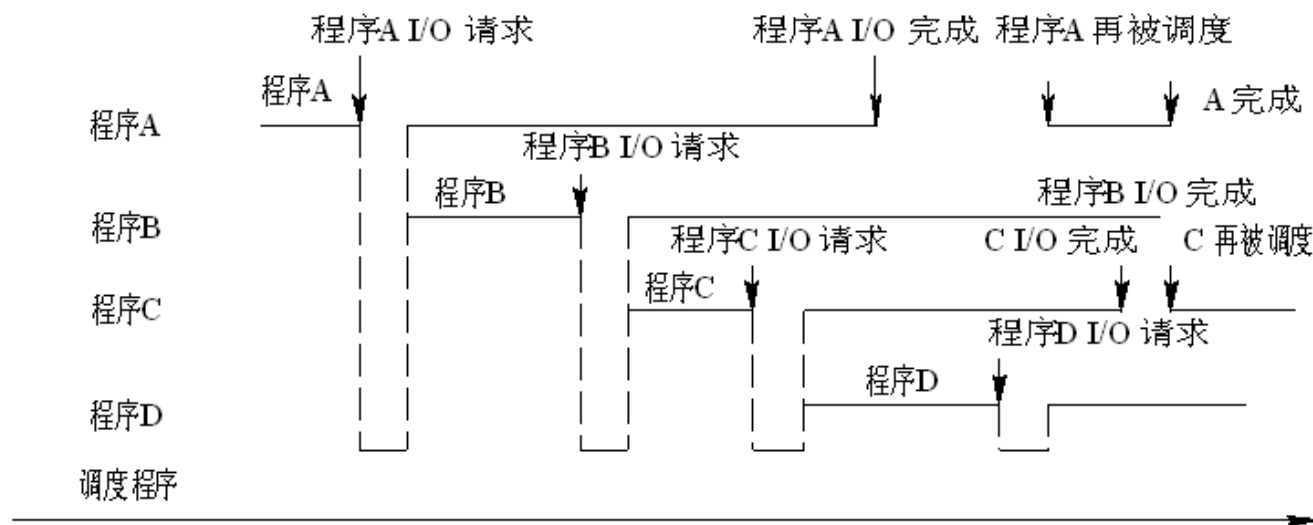 程序A I/O 请求
程序A I/O 完成
程序A 再被调度
程序A
程序A
A 完成
程序B I/O 请求
程序B
程序B I/O 完成
程序B
程序C I/O 请求
C I/O 完成
C 再被调度
程序C
程序C
程序D I/O 请求
程序D
程序D
调度程序